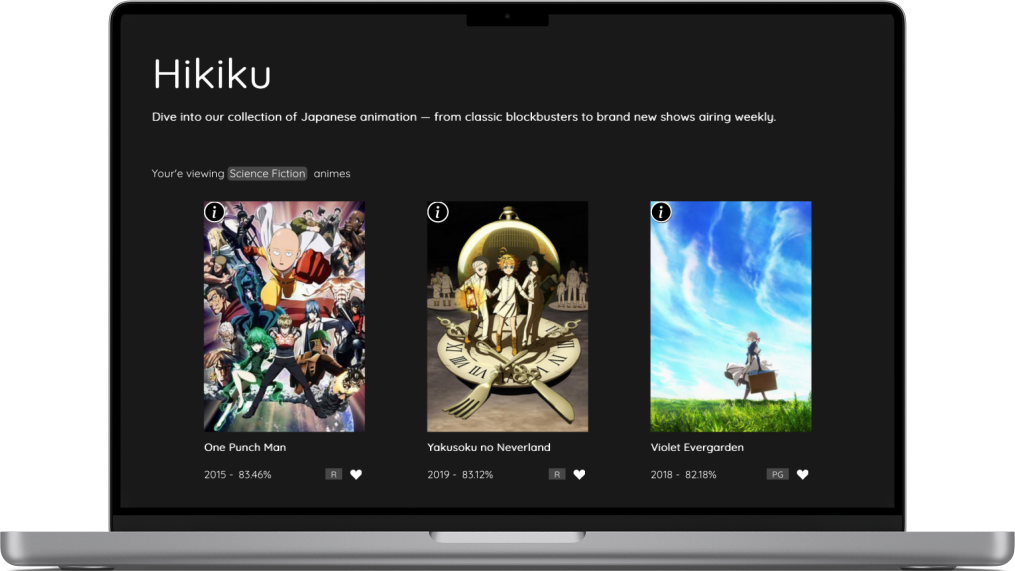 Hikiku
Dive into our collection of Japanese animation — from classic blockbusters to brand new shows airing weekly.
Your'e viewing Science Fiction animes
i
i
i
One Punch Man
Yakusoku no Neverland
Violet Evergarden
2015 - 83.46% R
2019 - 83.12% R
2018 - 82.18% PG